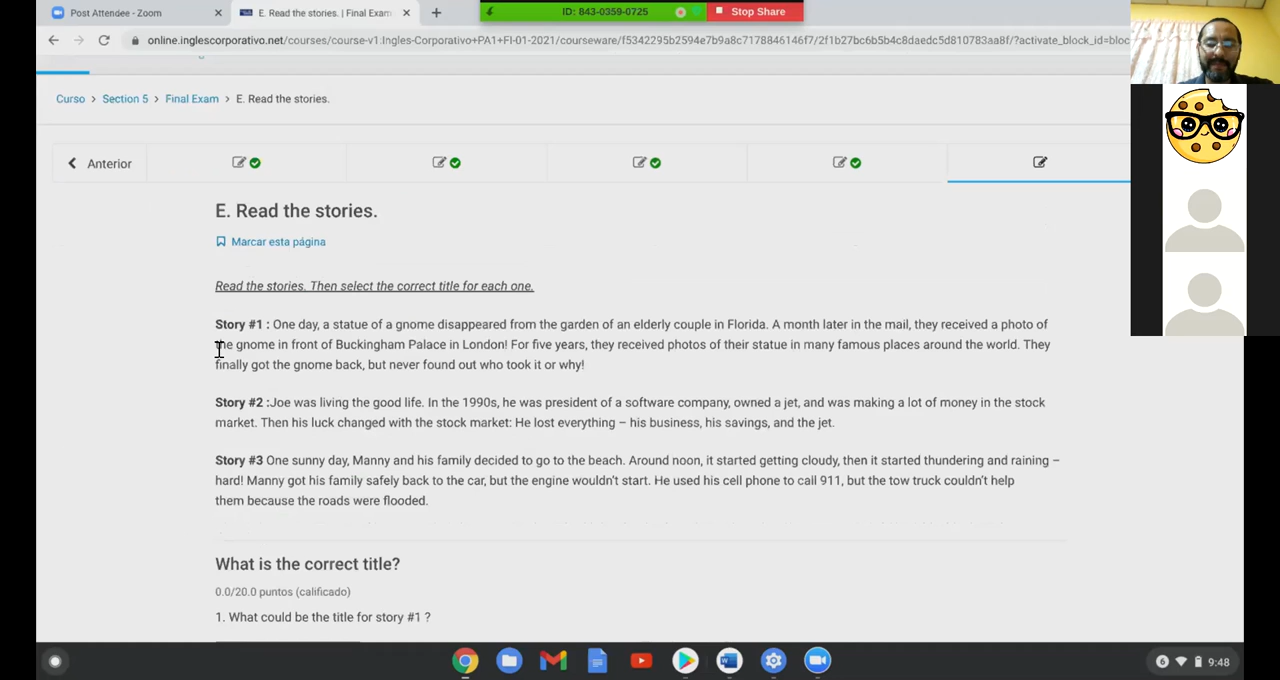 Post Attendee - Zoom
E. Read the stories. | Final Exam
ID: 843-0359-0725
Stop Share
online.inglescorporativo.net/courses/course-v1:Ingles-Corporativo+PA1+FI-01-2021/courseware/f5342295b2594e7b9a8c7178846146f7/2f1b27bc6b5b4c8daedc5d810783aa8f/?activate_block_id=bloc
Curso > Section 5 > Final Exam > E. Read the stories.
Anterior
E. Read the stories.
Marcar esta página
Read the stories. Then select the correct title for each one.
Story #1 : One day, a statue of a gnome disappeared from the garden of an elderly couple in Florida. A month later in the mail, they received a photo of
the gnome in front of Buckingham Palace in London! For five years, they received photos of their statue in many famous places around the world. They
finally got the gnome back, but never found out who took it or why!
Story #2 :Joe was living the good life. In the 1990s, he was president of a software company, owned a jet, and was making a lot of money in the stock
market. Then his luck changed with the stock market: He lost everything – his business, his savings, and the jet.
Story #3 One sunny day, Manny and his family decided to go to the beach. Around noon, it started getting cloudy, then it started thundering and raining –
hard! Manny got his family safely back to the car, but the engine wouldn't start. He used his cell phone to call 911, but the tow truck couldn't help
them because the roads were flooded.
What is the correct title?
0.0/20.0 puntos (calificado)
1. What could be the title for story #1 ?
6
9:48